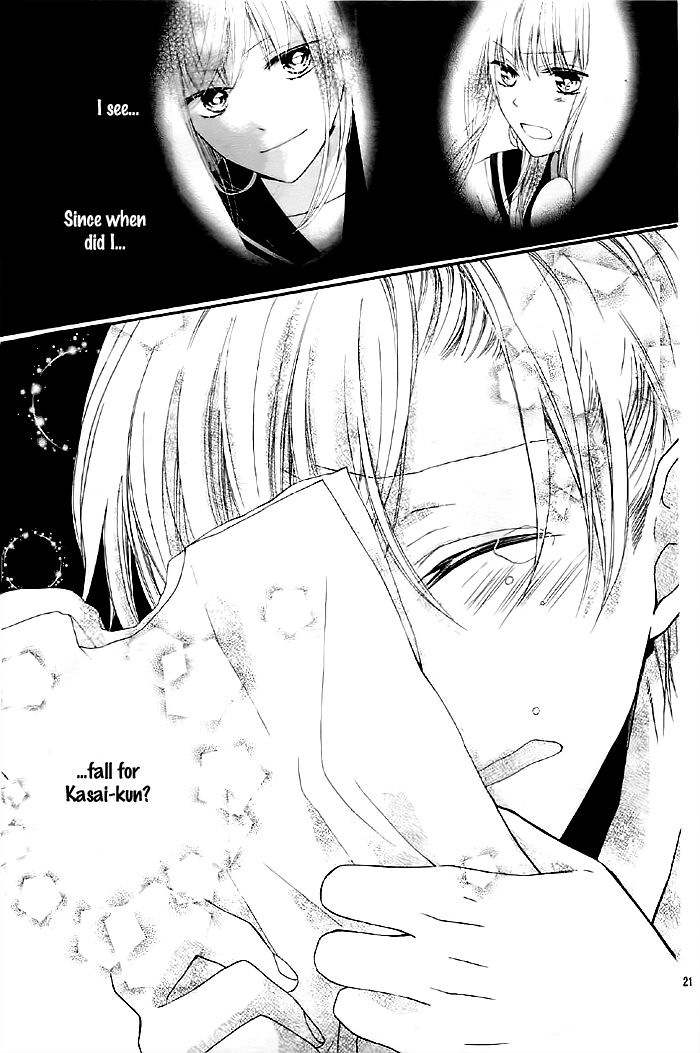 I see...
Since when
did I...
...fall for
Kasai-kun?
21